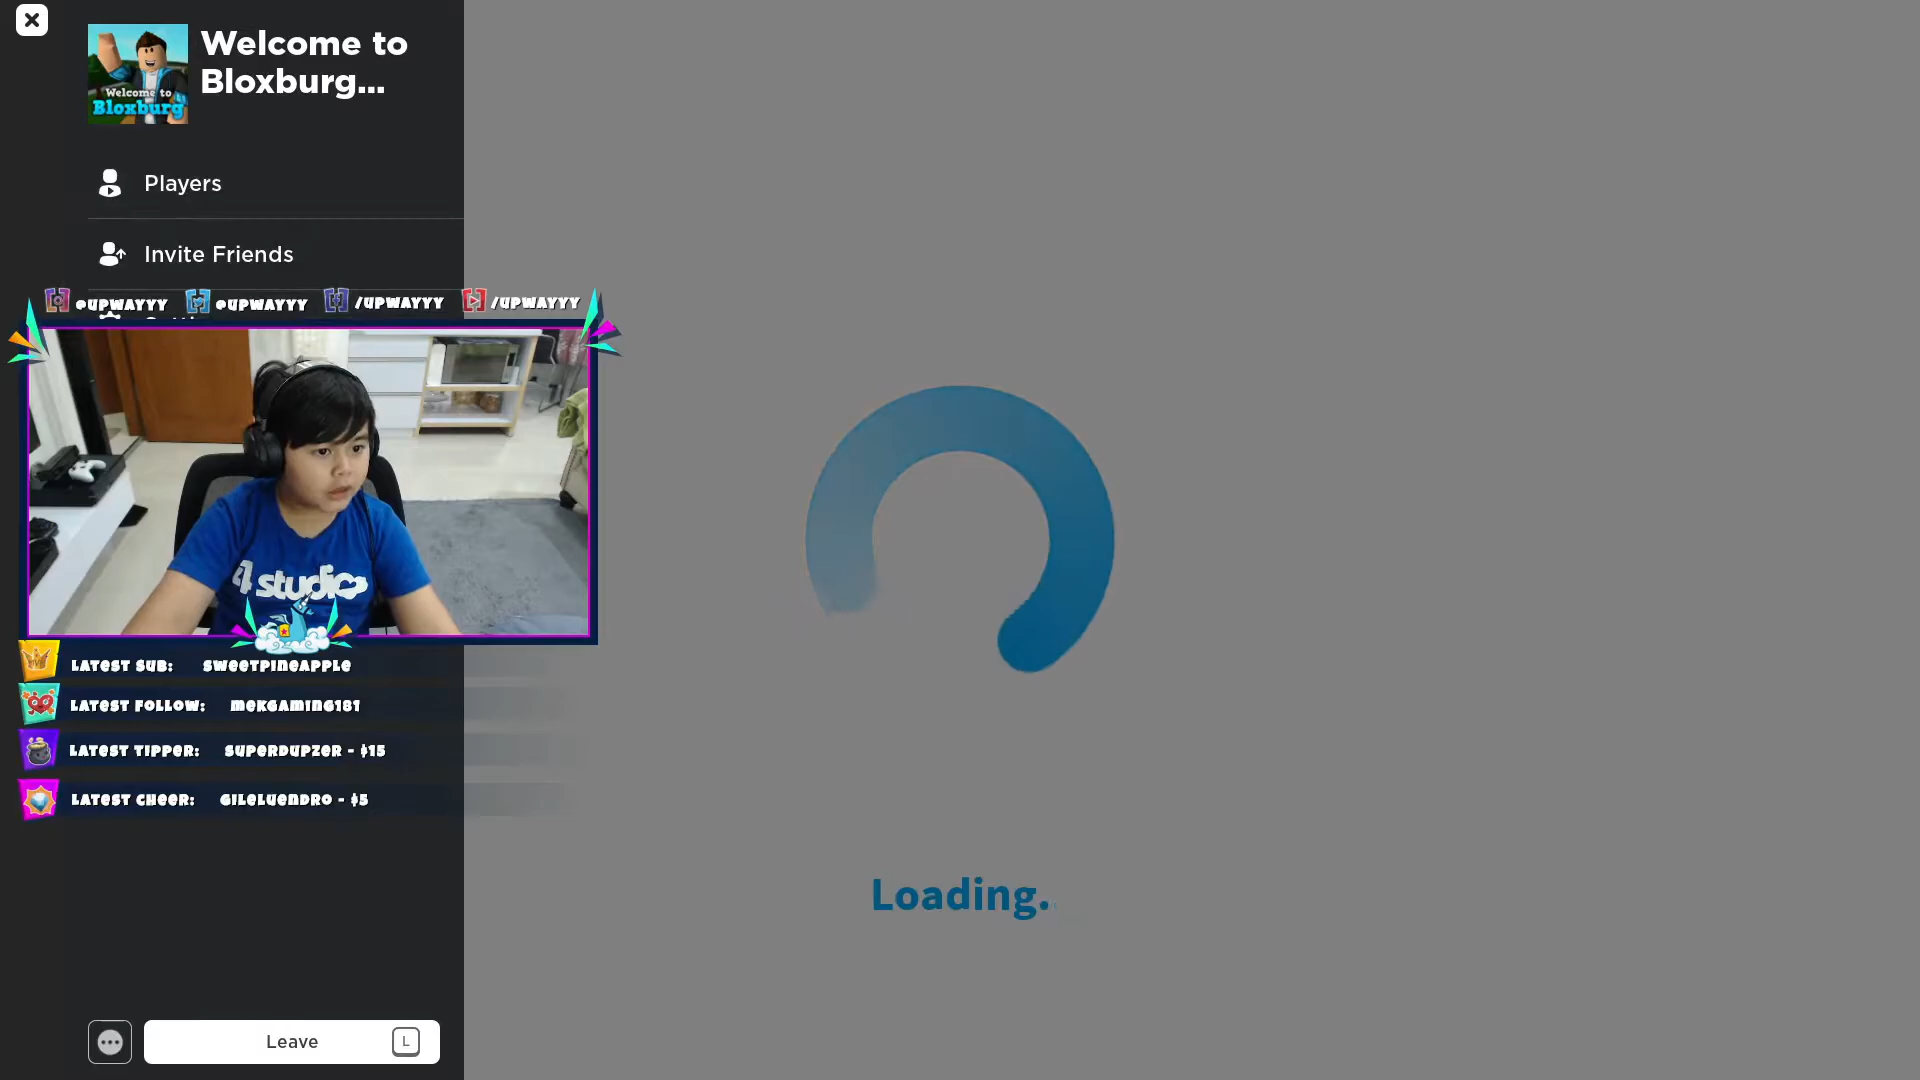 Welcome to
Bloxburg...
Welcome to
Bloxburg
Players
Invite Friends
@UPWAYYY @UPWAYYY /UPWAYYY /UPWAYYY
studio
LATEST SUB: SWEETPINEAPPLE
LATEST FOLLOW: MEKGAMING181
LATEST TIPPER: SUPERDUPZER - $15
LATEST CHEER: GILELUENDRO - $5
Loading.
Leave L